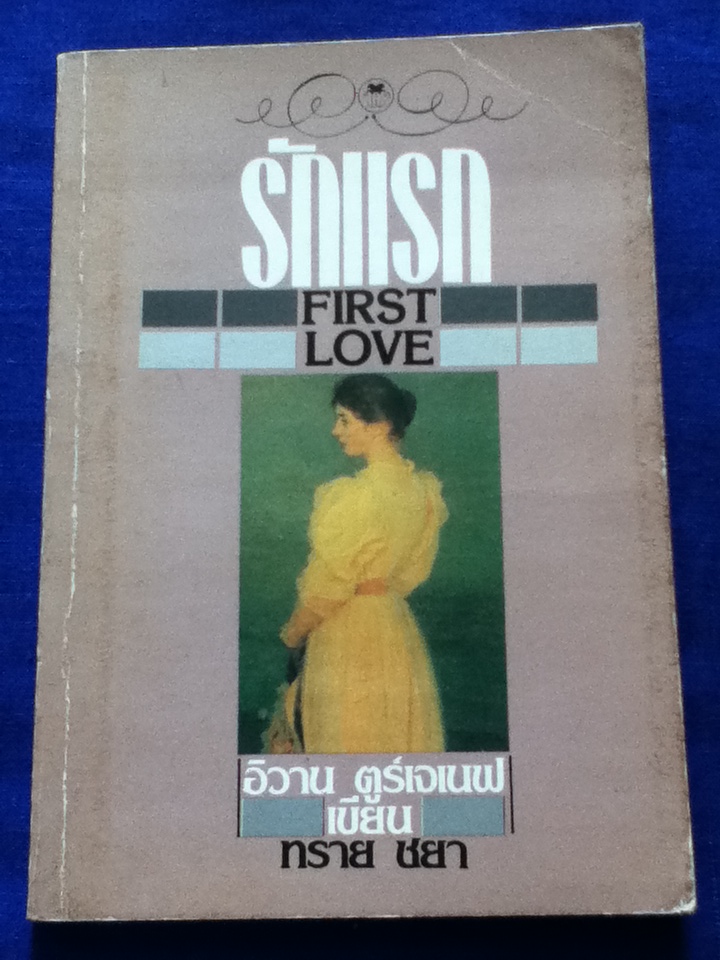 รักแรก
FIRST
LOVE
อิวาน ตูร์เจเนฟ
เขียน
ทราย ชยา